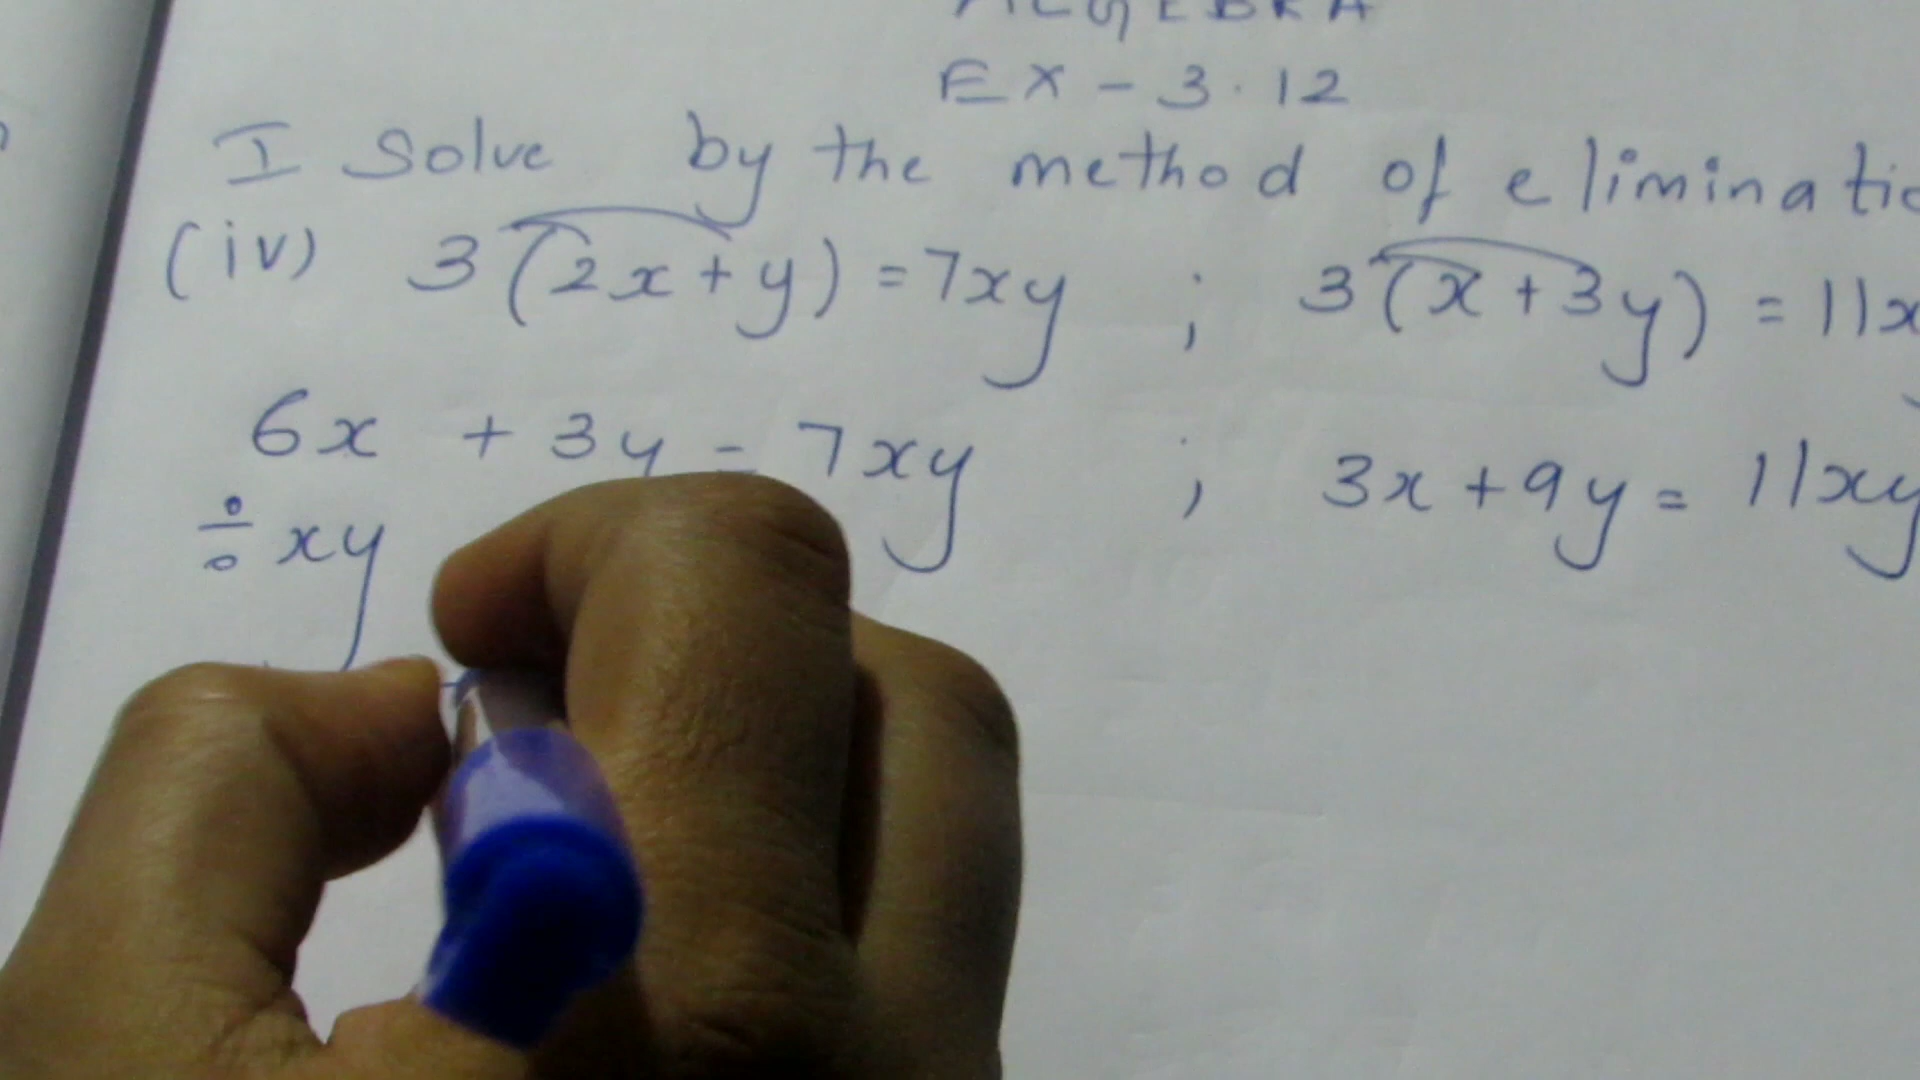 ALGEBRA
EX - 3.12
I Solve by the method of eliminatio
(iv) 3(2x+y) = 7xy ; 3(x+3y) = 11x
6x + 3y = 7xy ; 3x+9y = 11xy
÷ xy